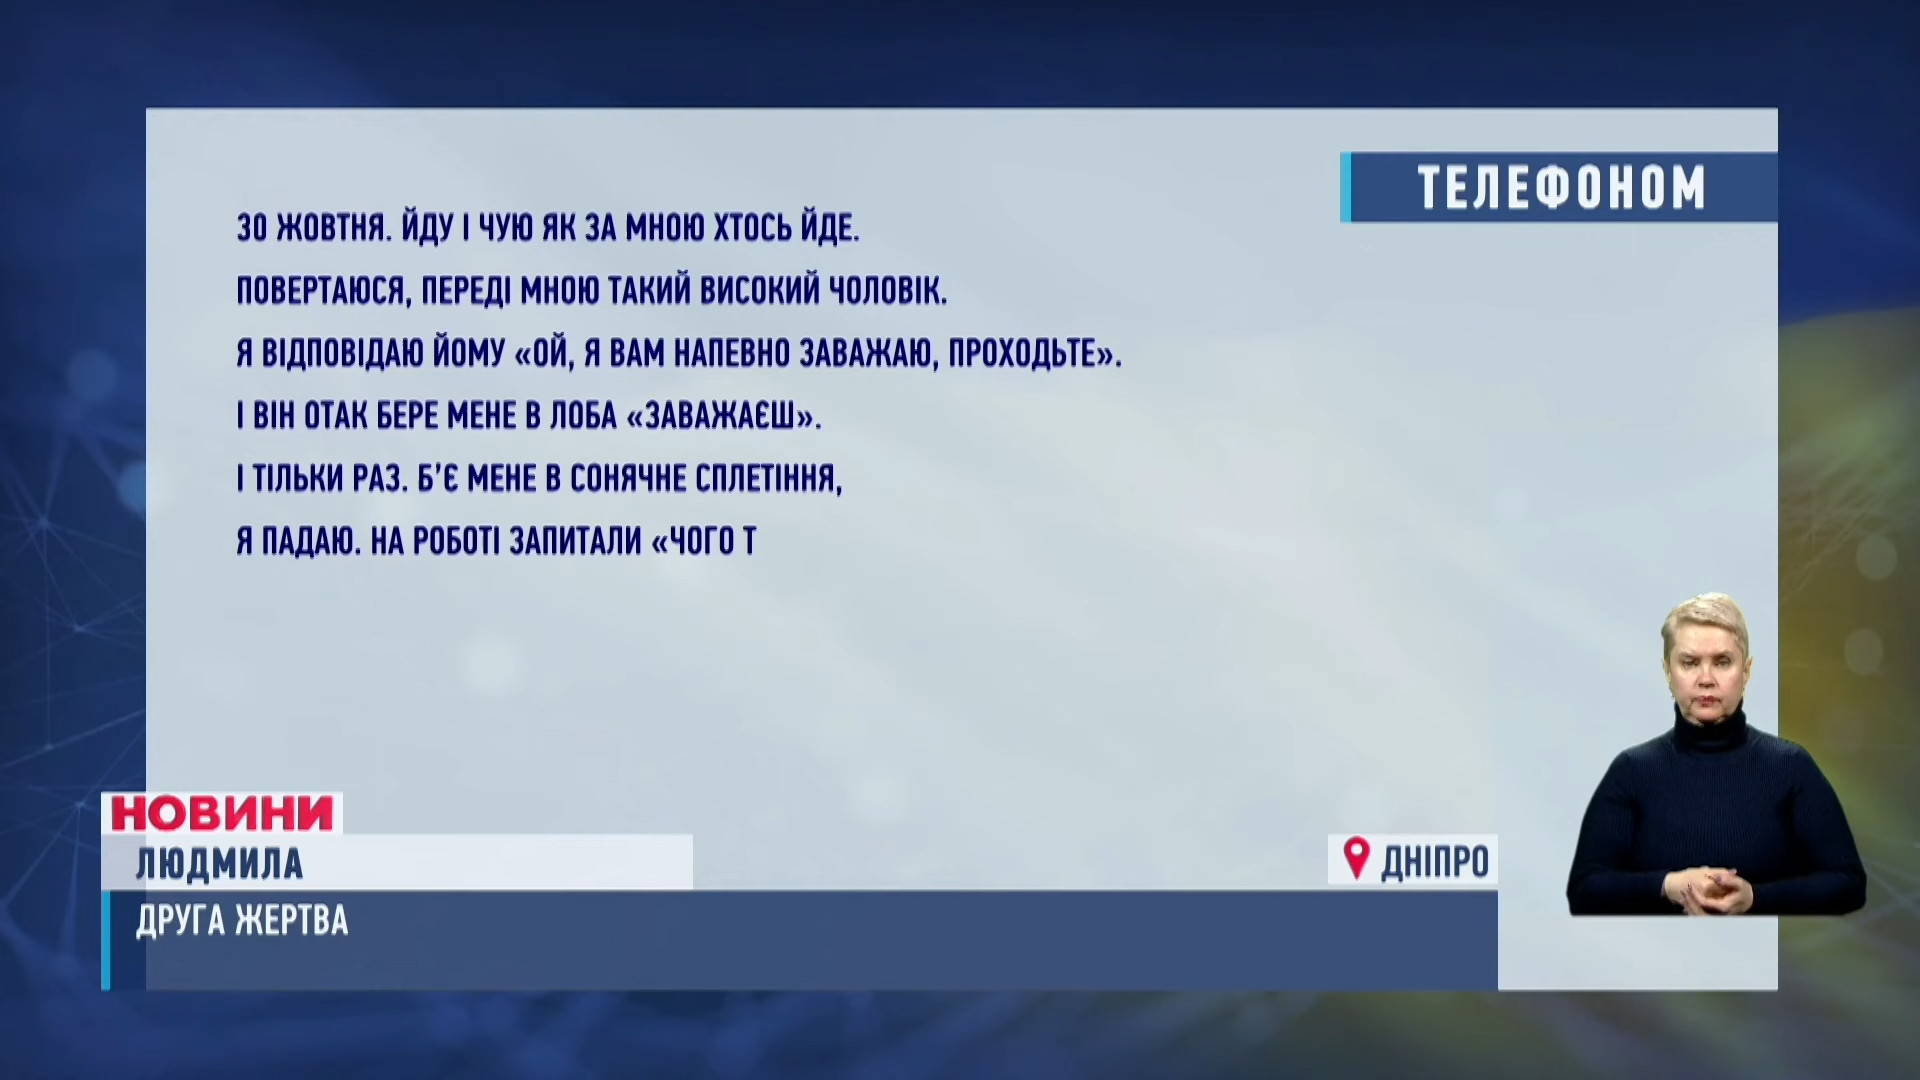 ТЕЛЕФОНОМ
30 ЖОВТНЯ. ЙДУ І ЧУЮ ЯК ЗА МНОЮ ХТОСЬ ЙДЕ.
ПОВЕРТАЮСЯ, ПЕРЕДІ МНОЮ ТАКИЙ ВИСОКИЙ ЧОЛОВІК.
Я ВІДПОВІДАЮ ЙОМУ «ОЙ, Я ВАМ НАПЕВНО ЗАВАЖАЮ, ПРОХОДЬТЕ».
І ВІН ОТАК БЕРЕ МЕНЕ В ЛОБА «ЗАВАЖАЄШ».
І ТІЛЬКИ РАЗ. Б’Є МЕНЕ В СОНЯЧНЕ СПЛЕТІННЯ,
Я ПАДАЮ. НА РОБОТІ ЗАПИТАЛИ «ЧОГО Т
НОВИНИ
ЛЮДМИЛА
ДНІПРО
ДРУГА ЖЕРТВА